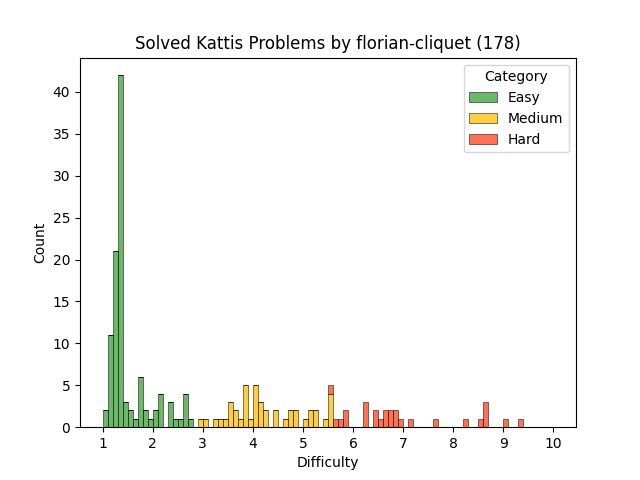 Solved Kattis Problems by florian-cliquet (178)
Category
Easy
Medium
Hard
40
35
30
25
20
15
10
5
0
Count
1 2 3 4 5 6 7 8 9 10
Difficulty